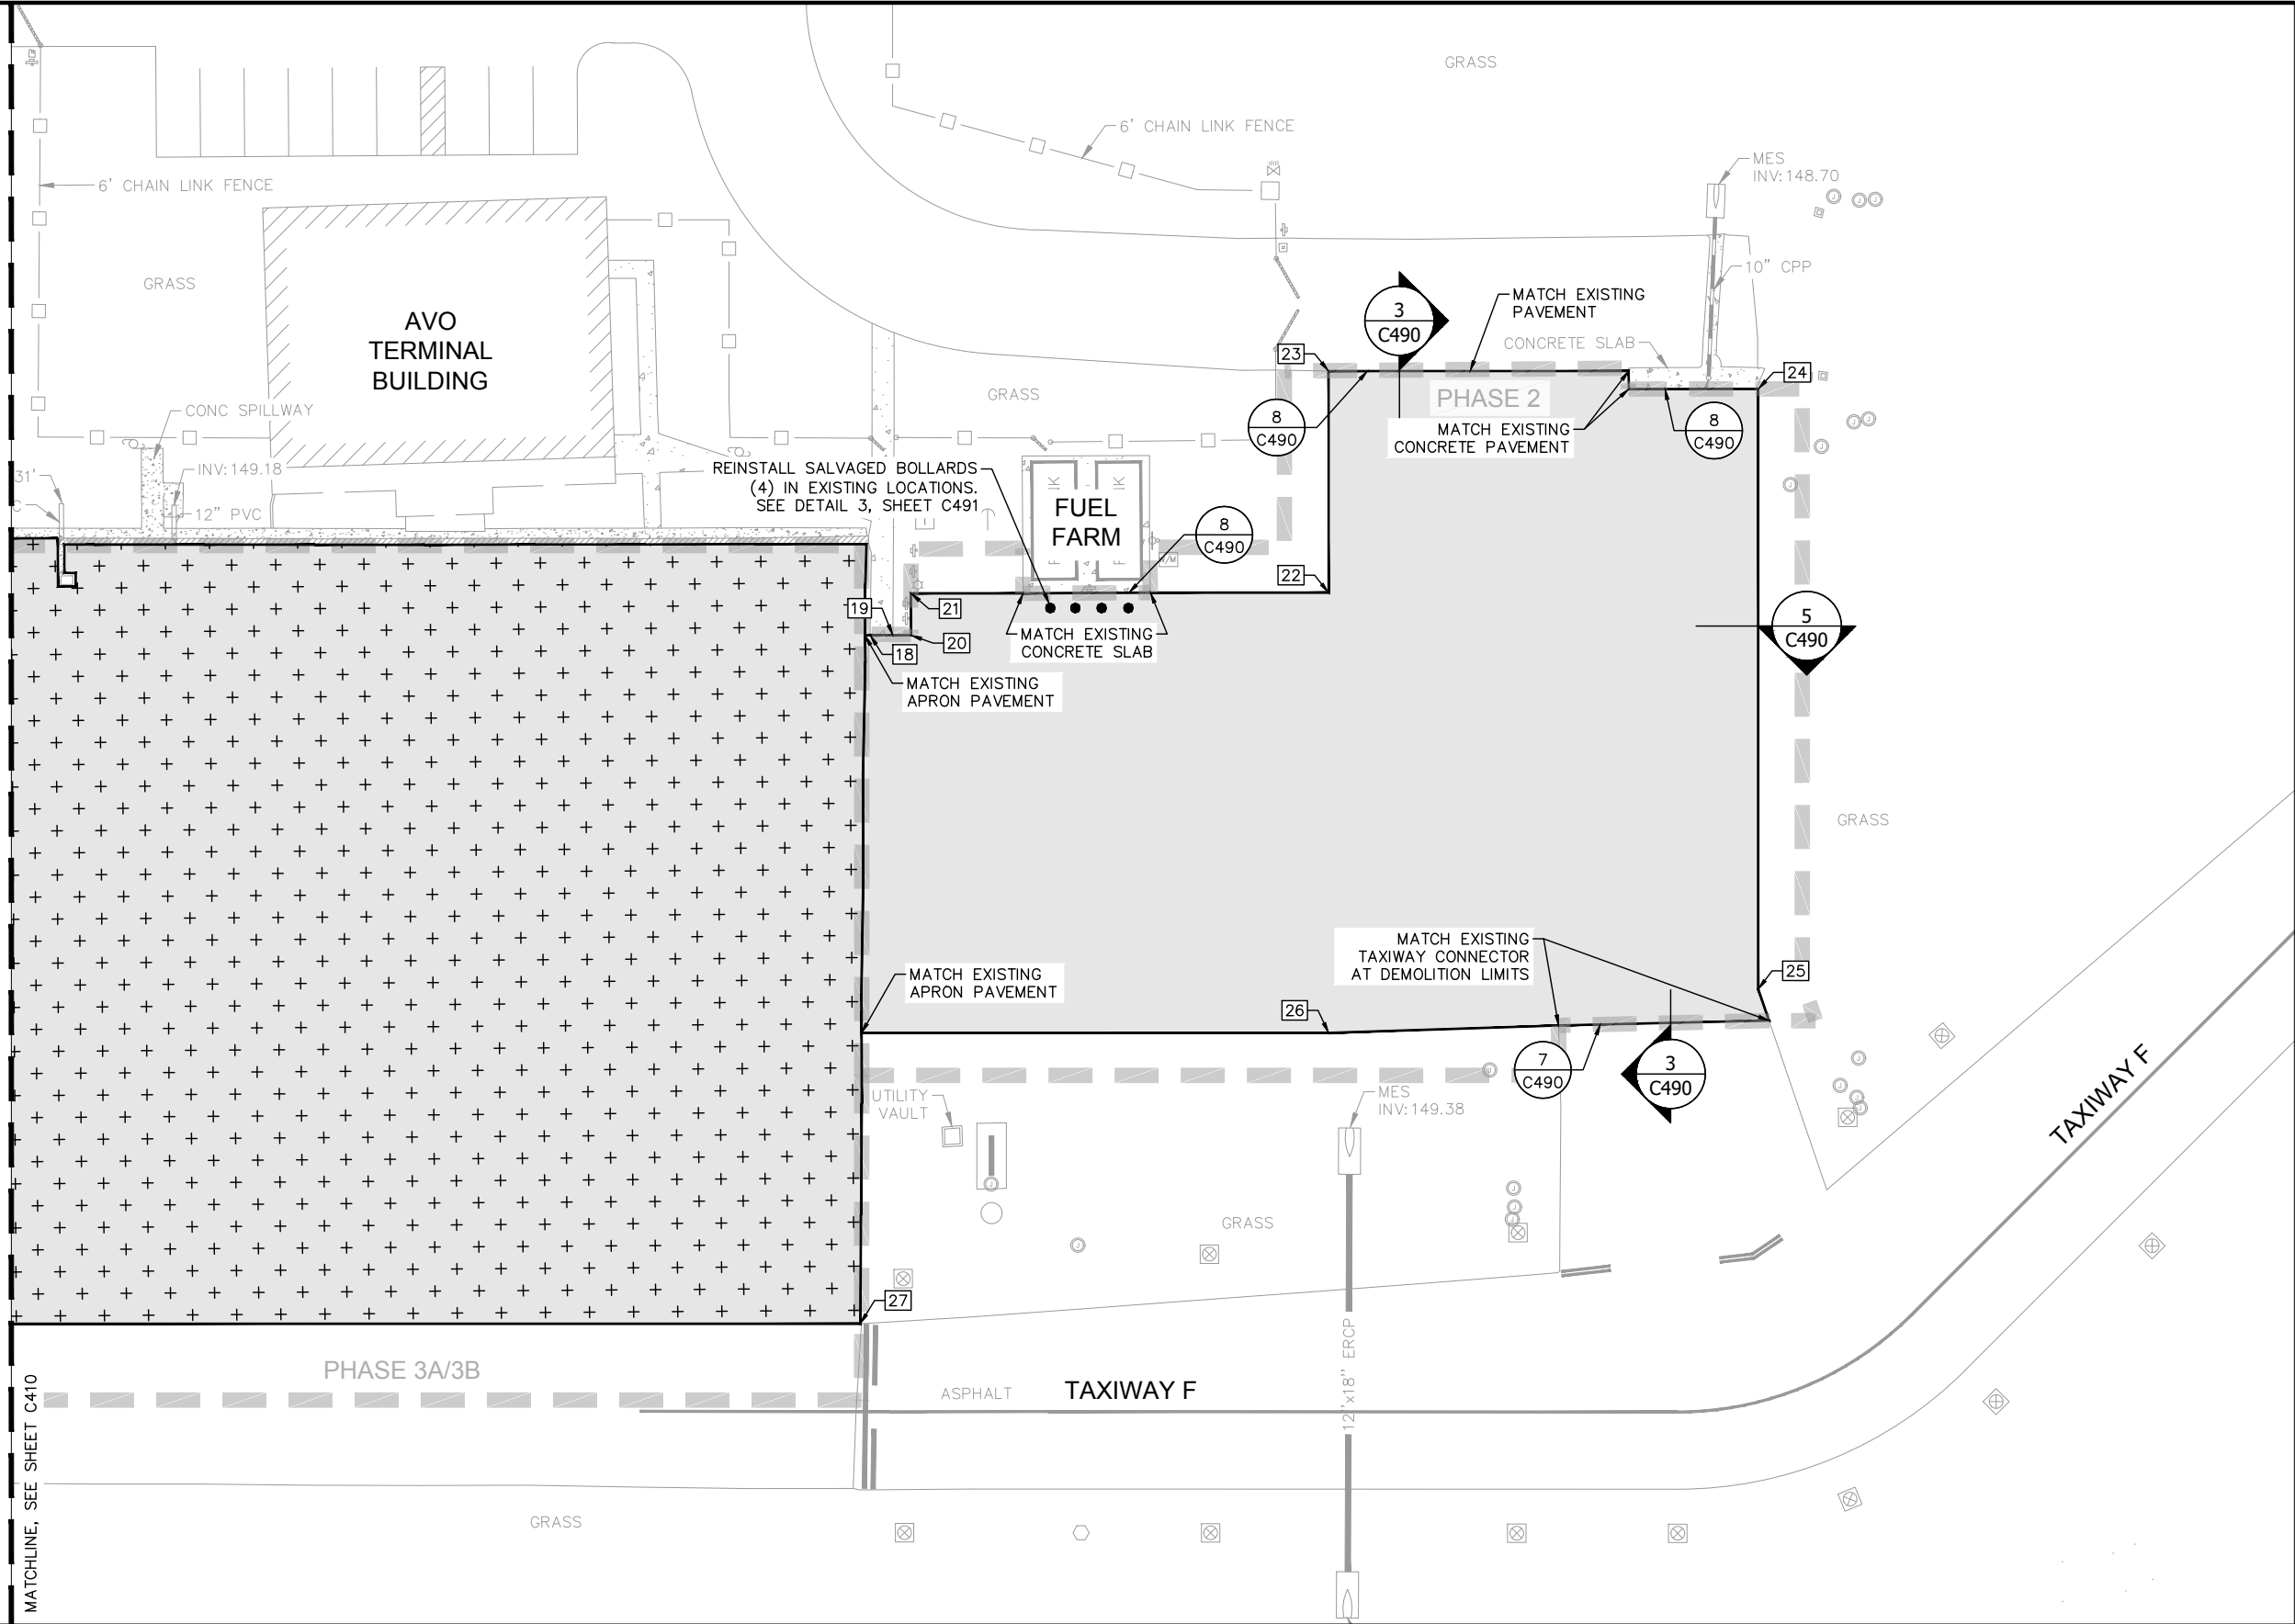 GRASS
6' CHAIN LINK FENCE
MES
INV:148.70
6' CHAIN LINK FENCE
10" CPP
GRASS
AVO
TERMINAL
BUILDING
3
C490
MATCH EXISTING
PAVEMENT
CONCRETE SLAB
23
24
GRASS
PHASE 2
CONC SPILLWAY
8
C490
MATCH EXISTING
CONCRETE PAVEMENT
8
C490
INV:149.18
31'
12" PVC
REINSTALL SALVAGED BOLLARDS
(4) IN EXISTING LOCATIONS.
SEE DETAIL 3, SHEET C491
FUEL
FARM
8
C490
22
19
21
20
18
MATCH EXISTING
CONCRETE SLAB
5
C490
MATCH EXISTING
APRON PAVEMENT
GRASS
MATCH EXISTING
TAXIWAY CONNECTOR
AT DEMOLITION LIMITS
25
MATCH EXISTING
APRON PAVEMENT
26
7
C490
3
C490
UTILITY
VAULT
MES
INV:149.38
TAXIWAY F
GRASS
27
12"x18" ERCP
PHASE 3A/3B
ASPHALT
TAXIWAY F
MATCHLINE, SEE SHEET C410
GRASS